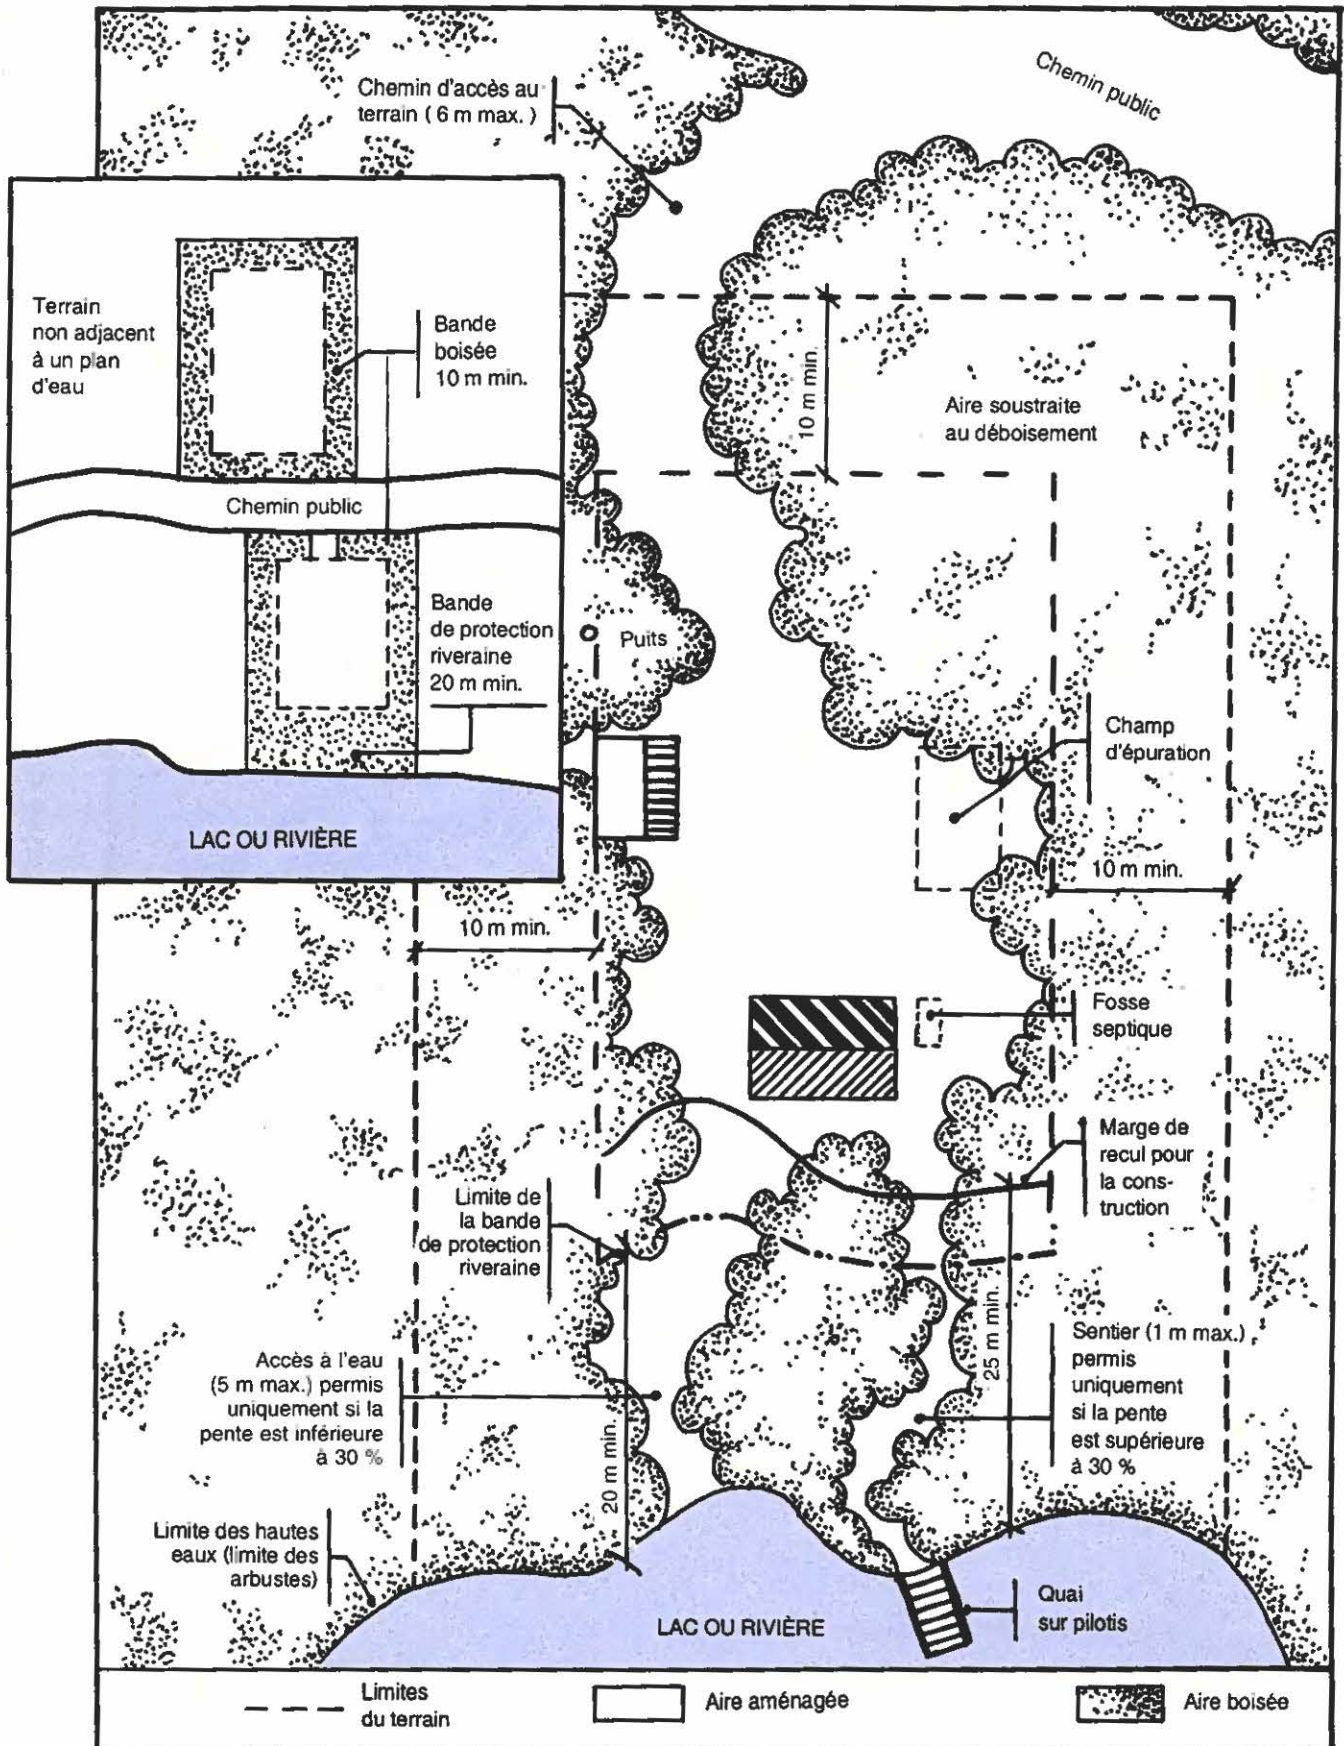 Chemin d'accès au
terrain ( 6 m max. )
Chemin public
Terrain
non adjacent
à un plan
d'eau
Bande
boisée
10 m min.
Chemin public
Bande
de protection
riveraine
20 m min.
LAC OU RIVIÈRE
10 m min.
Aire soustraite
au déboisement
Puits
Champ
d'épuration
10 m min.
10 m min.
Fosse
septique
Marge de
recul pour
la cons-
truction
Limite de
la bande
de protection
riveraine
25 m min.
Sentier (1 m max.)
permis
uniquement
si la pente
est supérieure
à 30 %
Accès à l'eau
(5 m max.) permis
uniquement si la
pente est inférieure
à 30 %
20 m min.
Limite des hautes
eaux (limite des
arbustes)
Quai
sur pilotis
LAC OU RIVIÈRE
Limites
du terrain
Aire aménagée
Aire boisée